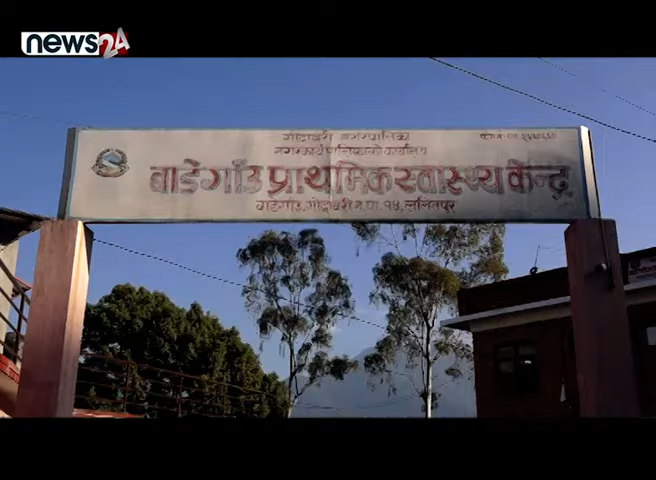 news24
गोदावरी नगरपालिका
नगरकार्यपालिकाको कार्यालय
बाडेगाँउ प्राथमिक स्वास्थ्य केन्द्र
बाडेगाउँ, गोदावरी न.पा. १४, ललितपुर